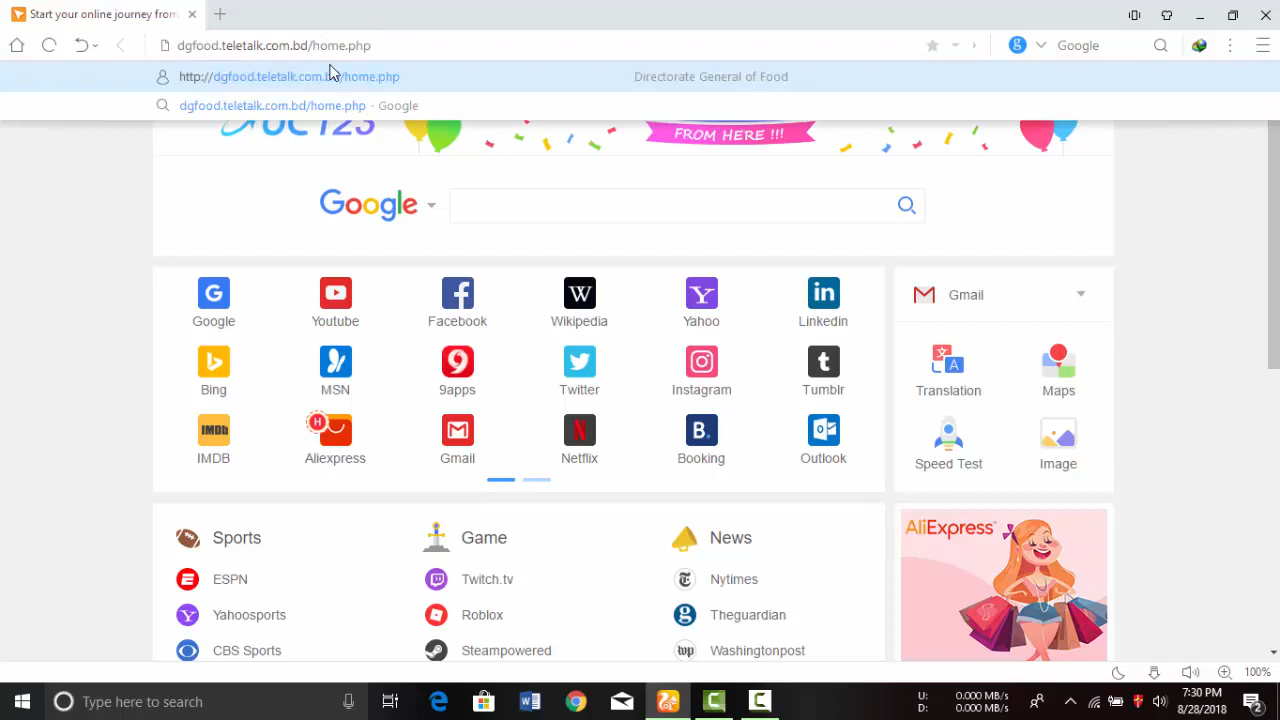 Start your online journey from
dgfood.teletalk.com.bd/home.php
Google
http://dgfood.teletalk.com.bd/home.php Directorate General of Food
dgfood.teletalk.com.bd/home.php - Google
UC123
FROM HERE !!!
Google
Gmail
Google Youtube Facebook Wikipedia Yahoo Linkedin
Translation Maps
Bing MSN 9apps Twitter Instagram Tumblr
H
IMDb
B.
IMDB Aliexpress Gmail Netflix Booking Outlook
Speed Test Image
Sports Game News
AliExpress
ESPN Twitch.tv Nytimes
Yahoosports Roblox Theguardian
CBS Sports Steampowered Washingtonpost
100%
Type here to search
U: 0.000 MB/s
D: 0.000 MB/s
7:30 PM
8/28/2018
2